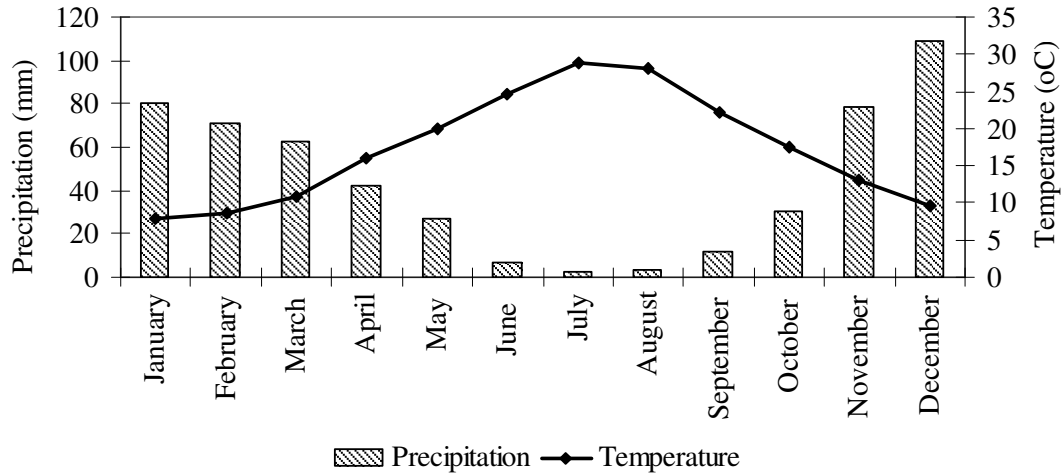 120
100
80
60
40
20
0
Precipitation (mm)
35
30
25
20
15
10
5
0
Temperature (oC)
January
February
March
April
May
June
July
August
September
October
November
December
Precipitation
Temperature